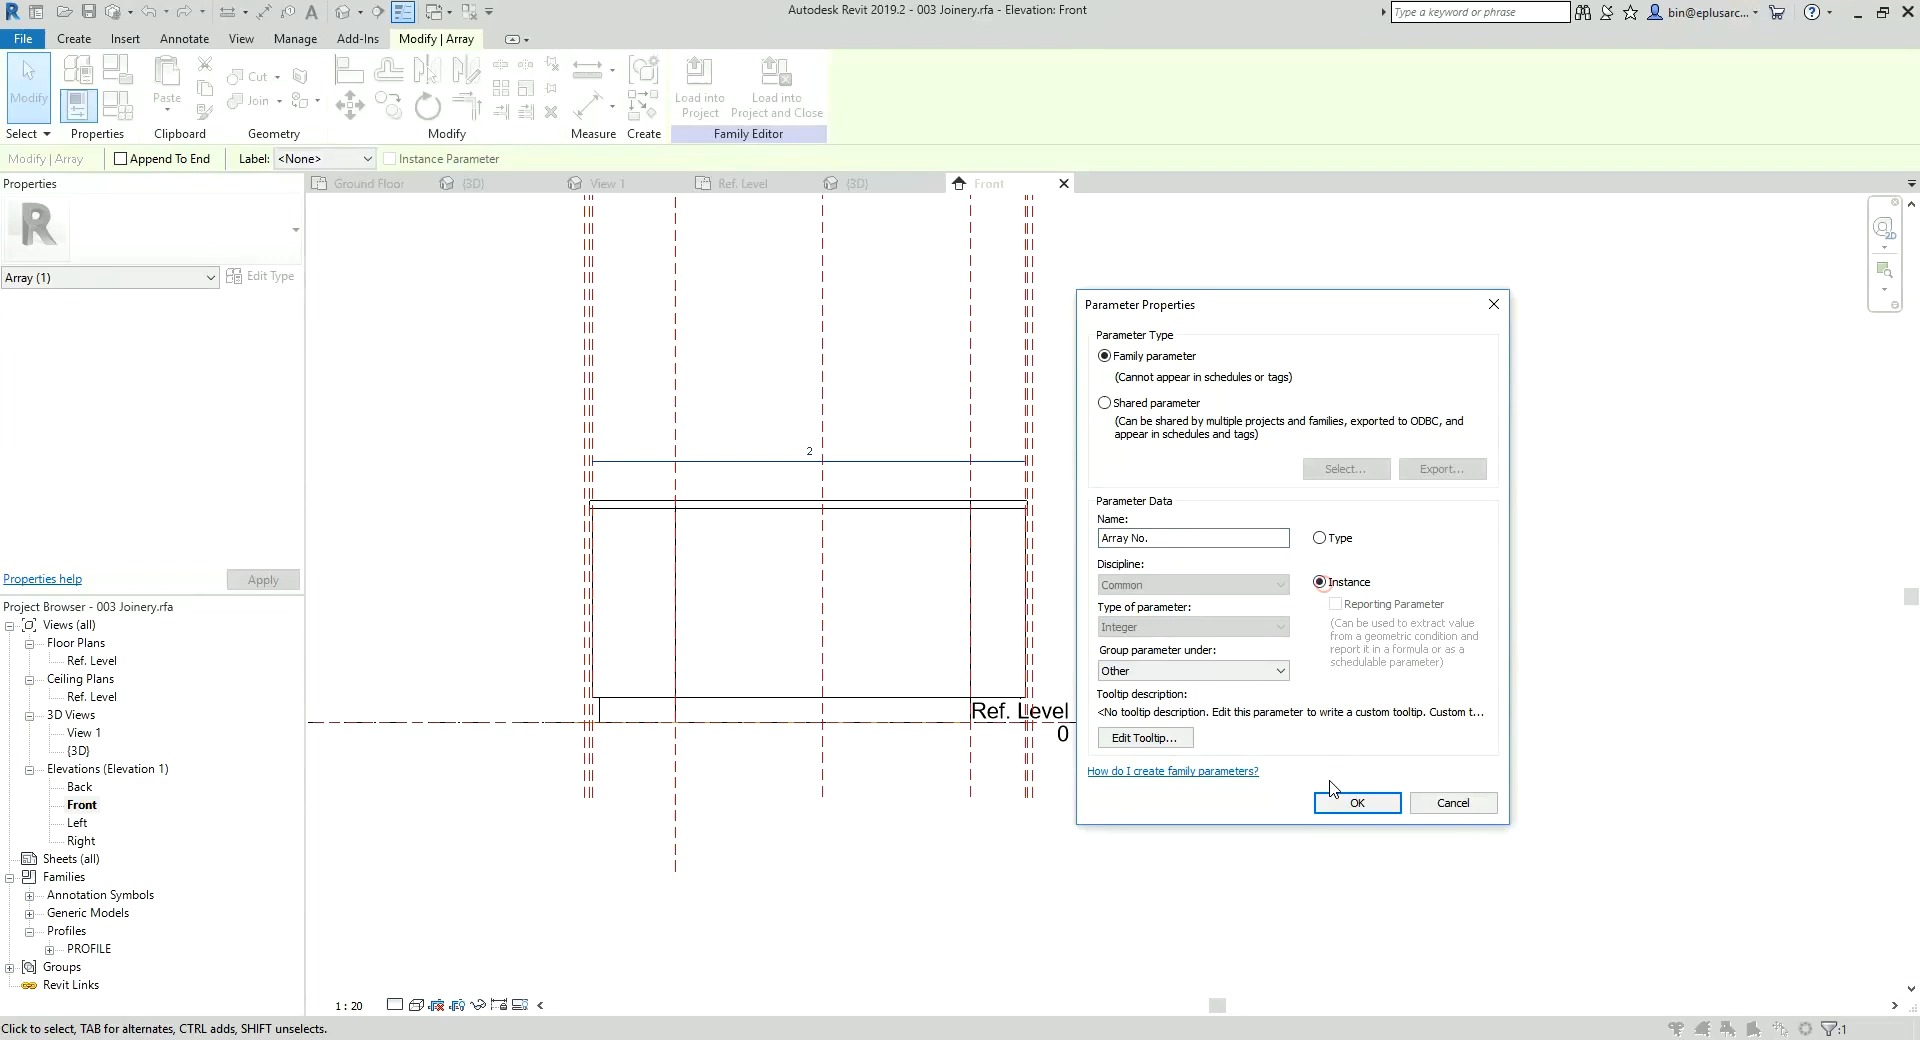 Autodesk Revit 2019.2 - 003 Joinery.rfa - Elevation: Front
Type a keyword or phrase
bin@eplusarc...
File Create Insert Annotate View Insert Manage Add-Ins Modify | Array
Modify
Paste
Cut
Join
Load into Project
Load into Project and Close
Select Properties Clipboard Geometry Modify Measure Create Family Editor
Modify | Array Append To End Label: <None> Instance Parameter
Properties
Ground Floor {3D} View 1 Ref. Level {3D} Front
Array (1) Edit Type
Properties help Apply
Project Browser - 003 Joinery.rfa
Views (all)
Floor Plans
Ref. Level
Ceiling Plans
Ref. Level
3D Views
View 1
{3D}
Elevations (Elevation 1)
Back
Front
Left
Right
Sheets (all)
Families
Annotation Symbols
Generic Models
Profiles
PROFILE
Groups
Revit Links
2
Ref. Level
0
Parameter Properties
Parameter Type
Family parameter
(Cannot appear in schedules or tags)
Shared parameter
(Can be shared by multiple projects and families, exported to ODBC, and
appear in schedules and tags)
Select... Export...
Parameter Data
Name:
Array No.
Type
Discipline:
Common
Instance
Type of parameter:
Reporting Parameter
Integer
(Can be used to extract value
from a geometric condition and
report it in a formula or as a
schedulable parameter)
Group parameter under:
Other
Tooltip description:
<No tooltip description. Edit this parameter to write a custom tooltip. Custom t...
Edit Tooltip...
How do I create family parameters?
OK Cancel
1 : 20
Click to select, TAB for alternates, CTRL adds, SHIFT unselects.
:1